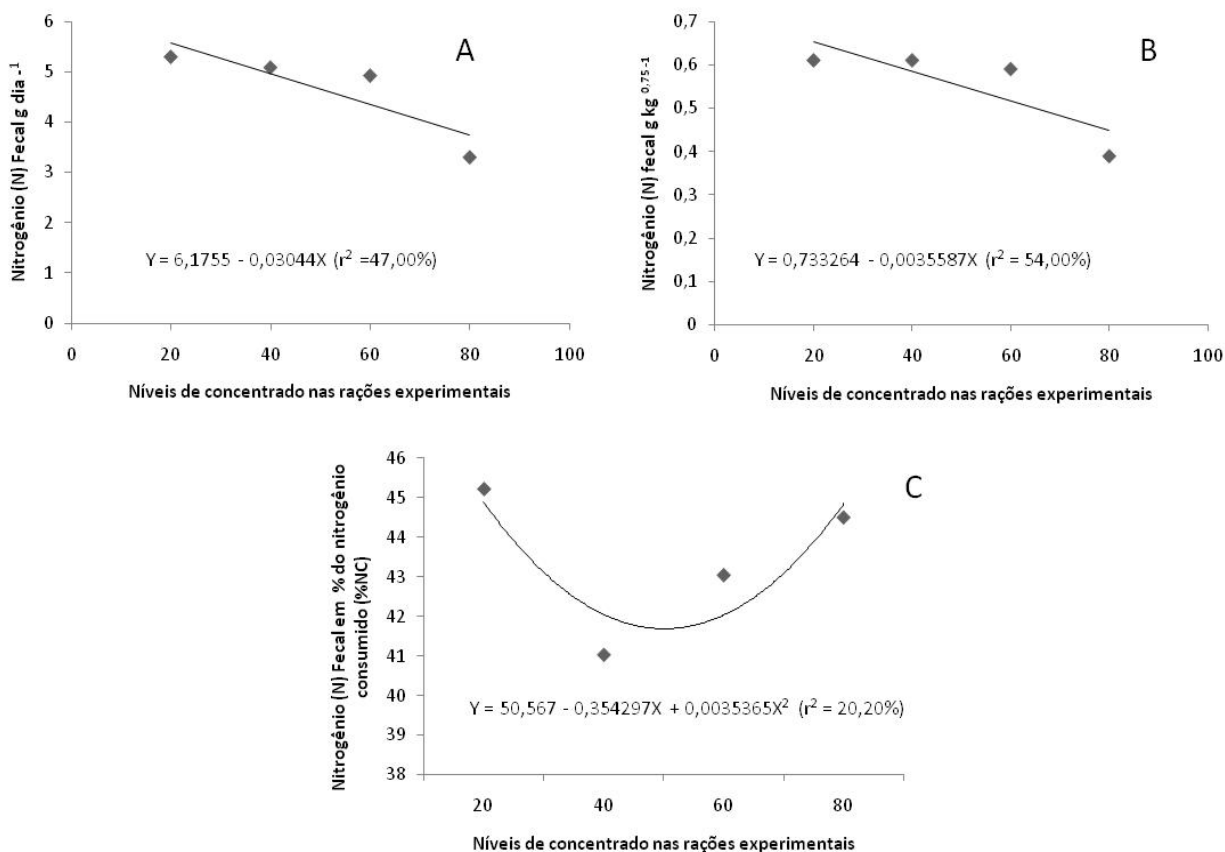 Nitrogênio (N) Fecal g dia -1
6
5
4
3
2
1
0
A
Y = 6,1755 - 0,03044X (r² =47,00%)
0 20 40 60 80 100
Níveis de concentrado nas rações experimentais
Nitrogênio (N) fecal g kg 0,75 -1
0,7
0,6
0,5
0,4
0,3
0,2
0,1
0
B
Y = 0,733264 - 0,0035587X (r² = 54,00%)
0 20 40 60 80 100
Níveis de concentrado nas rações experimentais
Nitrogênio (N) Fecal em % do nitrogênio
consumido (%NC)
46
45
44
43
42
41
40
39
38
C
Y = 50,567 - 0,354297X + 0,0035365X² (r² = 20,20%)
20 40 60 80
Níveis de concentrado nas rações experimentais